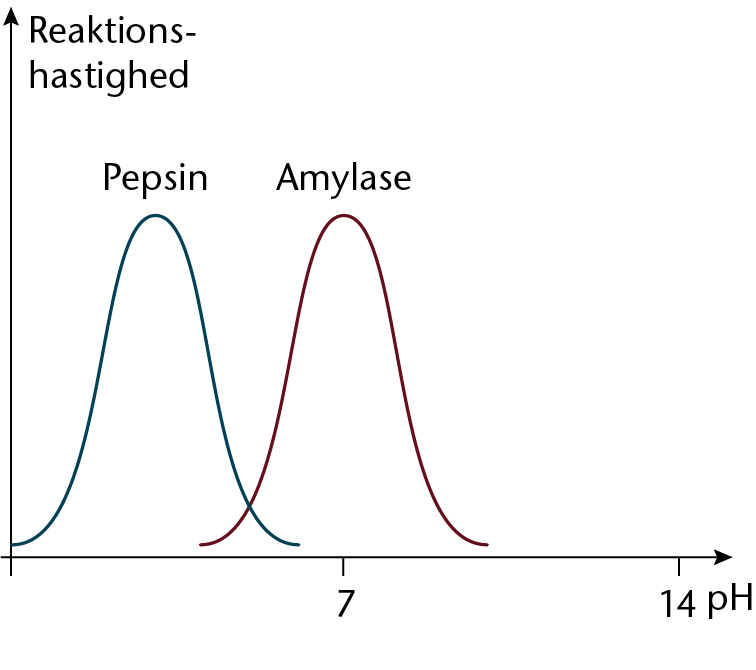 Reaktions-
hastighed
Pepsin Amylase
7 14 pH